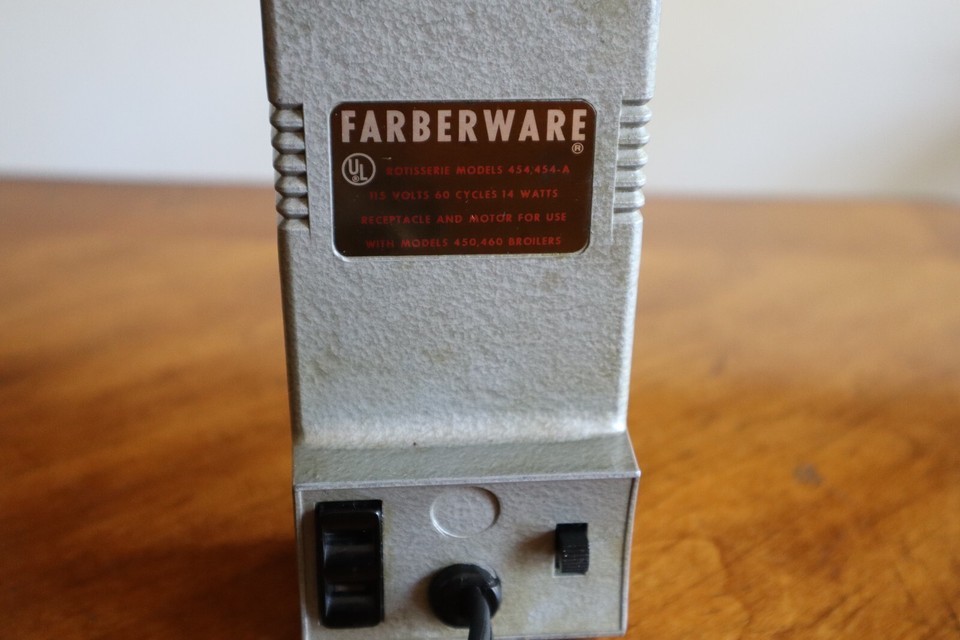 FARBERWARE
®
UL
®
ROTISSERIE MODELS 454,454-A
115 VOLTS 60 CYCLES 14 WATTS
RECEPTACLE AND MOTOR FOR USE
WITH MODELS 450,460 BROILERS